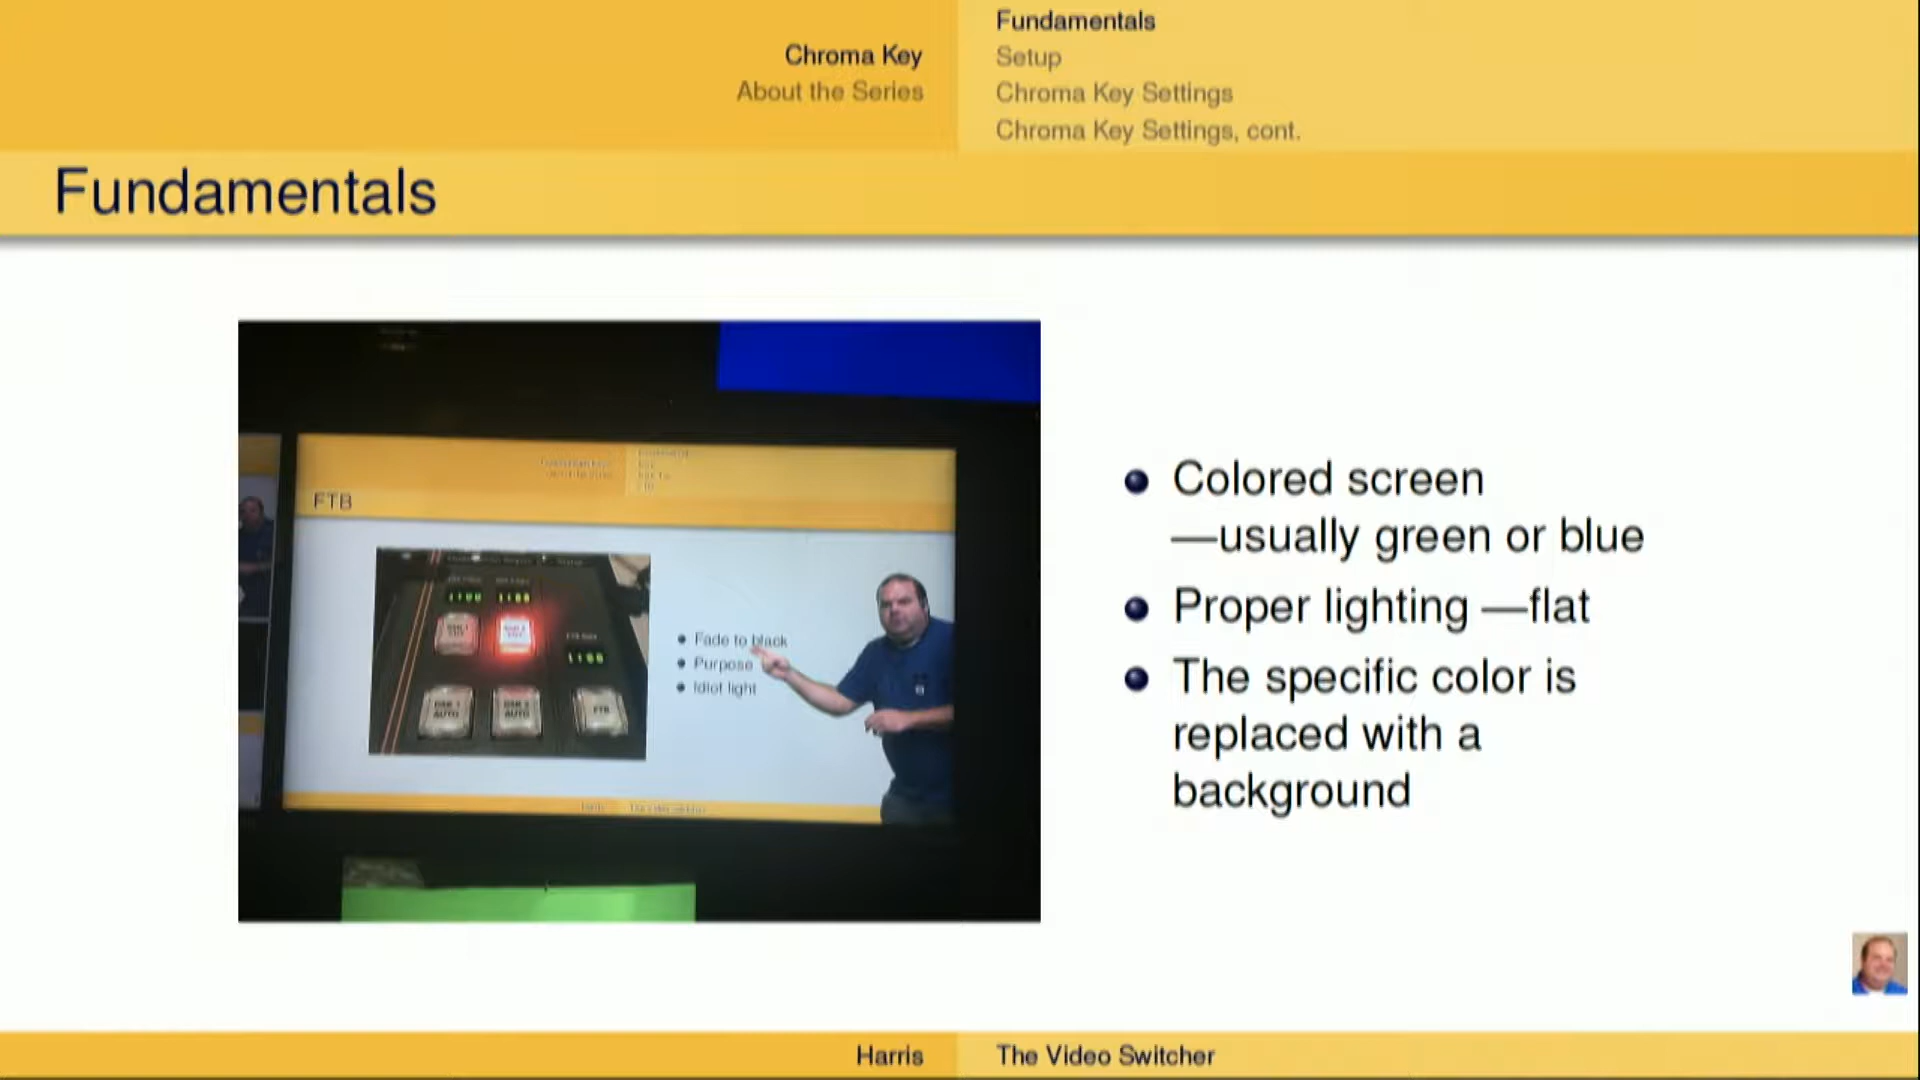 Chroma Key
About the Series
Fundamentals
Setup
Chroma Key Settings
Chroma Key Settings, cont.
Fundamentals
FTB
FTB
Fade to black
Purpose
Idiot light
Colored screen
—usually green or blue
Proper lighting —flat
The specific color is
replaced with a
background
Harris
The Video Switcher